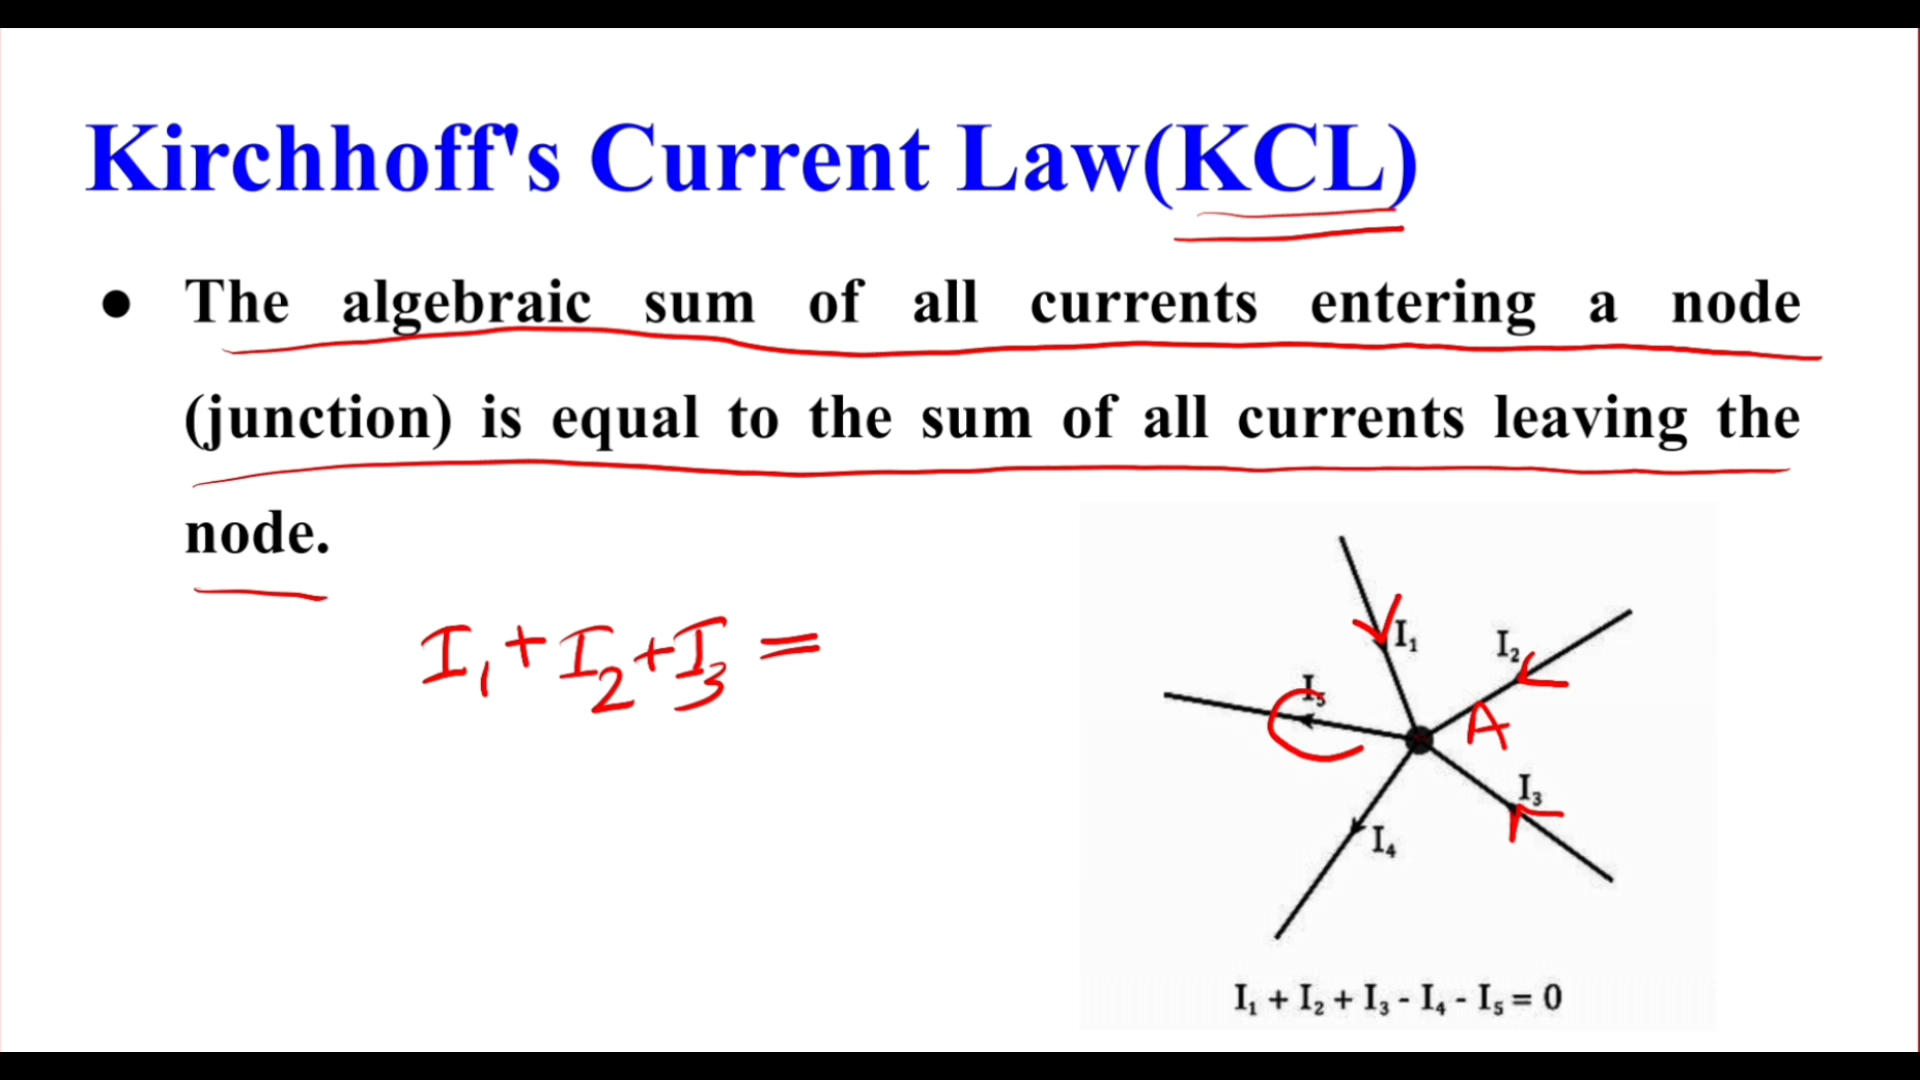 Kirchhoff's Current Law(KCL)
● The algebraic sum of all currents entering a node
(junction) is equal to the sum of all currents leaving the
node.
I₁+I₂+I₃=
I₁
I₂
I₅
A
I₃
I₄
I₁ + I₂ + I₃ - I₄ - I₅ = 0